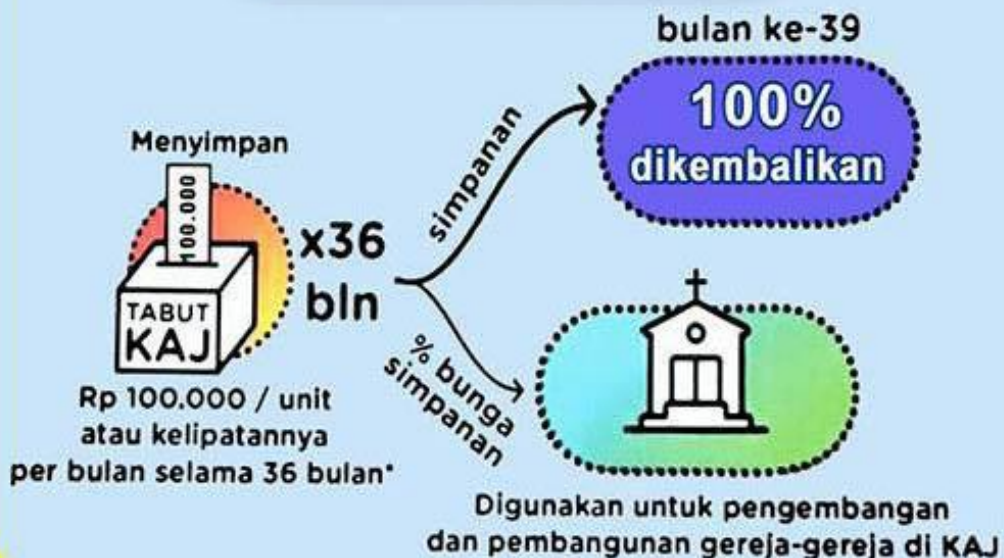 bulan ke-39
100%
dikembalikan
Menyimpan
100.000
simpanan
x36
bln
TABUT
KAJ
% bunga
simpanan
Rp 100.000 / unit
atau kelipatannya
per bulan selama 36 bulan*
Digunakan untuk pengembangan
dan pembangunan gereja-gereja di KAJ